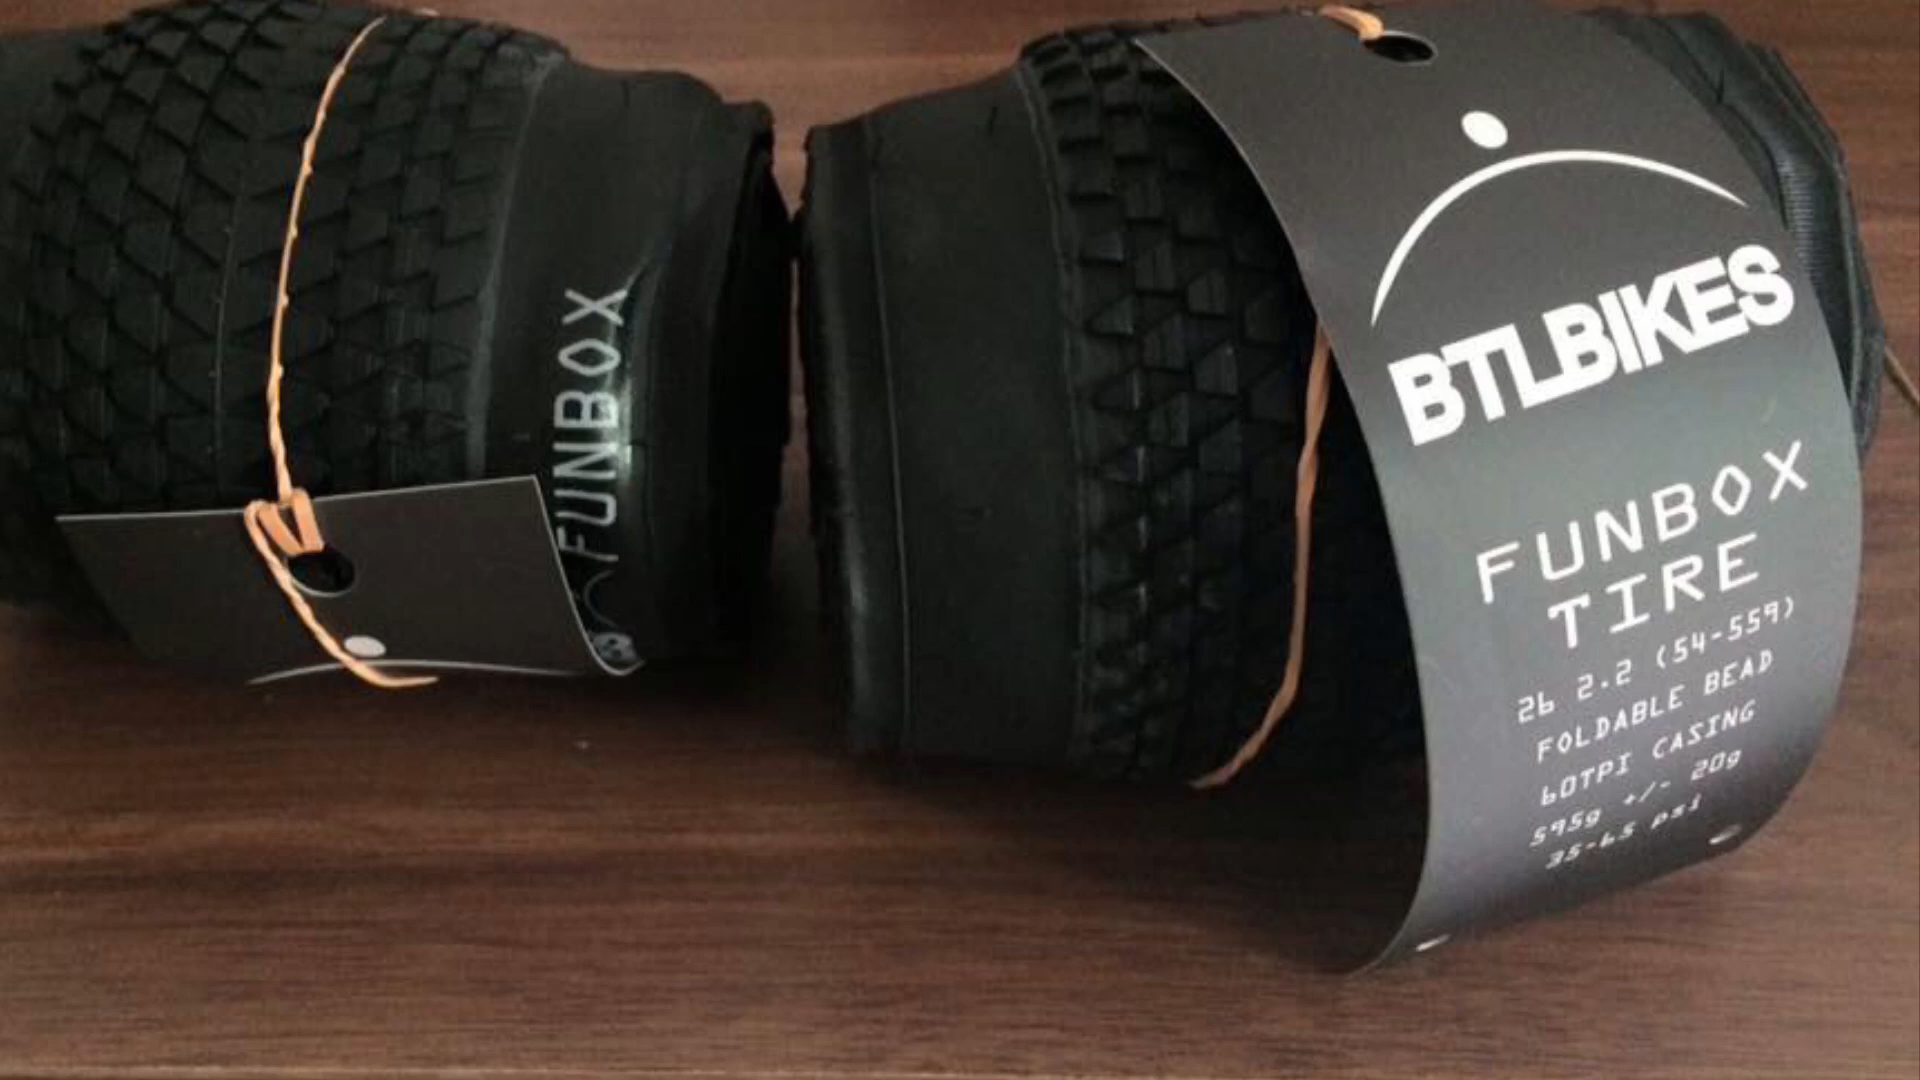 FUNBOX
BTLBIKES
FUNBOX
TIRE
26 2.2 (54-559)
FOLDABLE BEAD
60TPI CASING
595g +/- 20g
35-65 psi